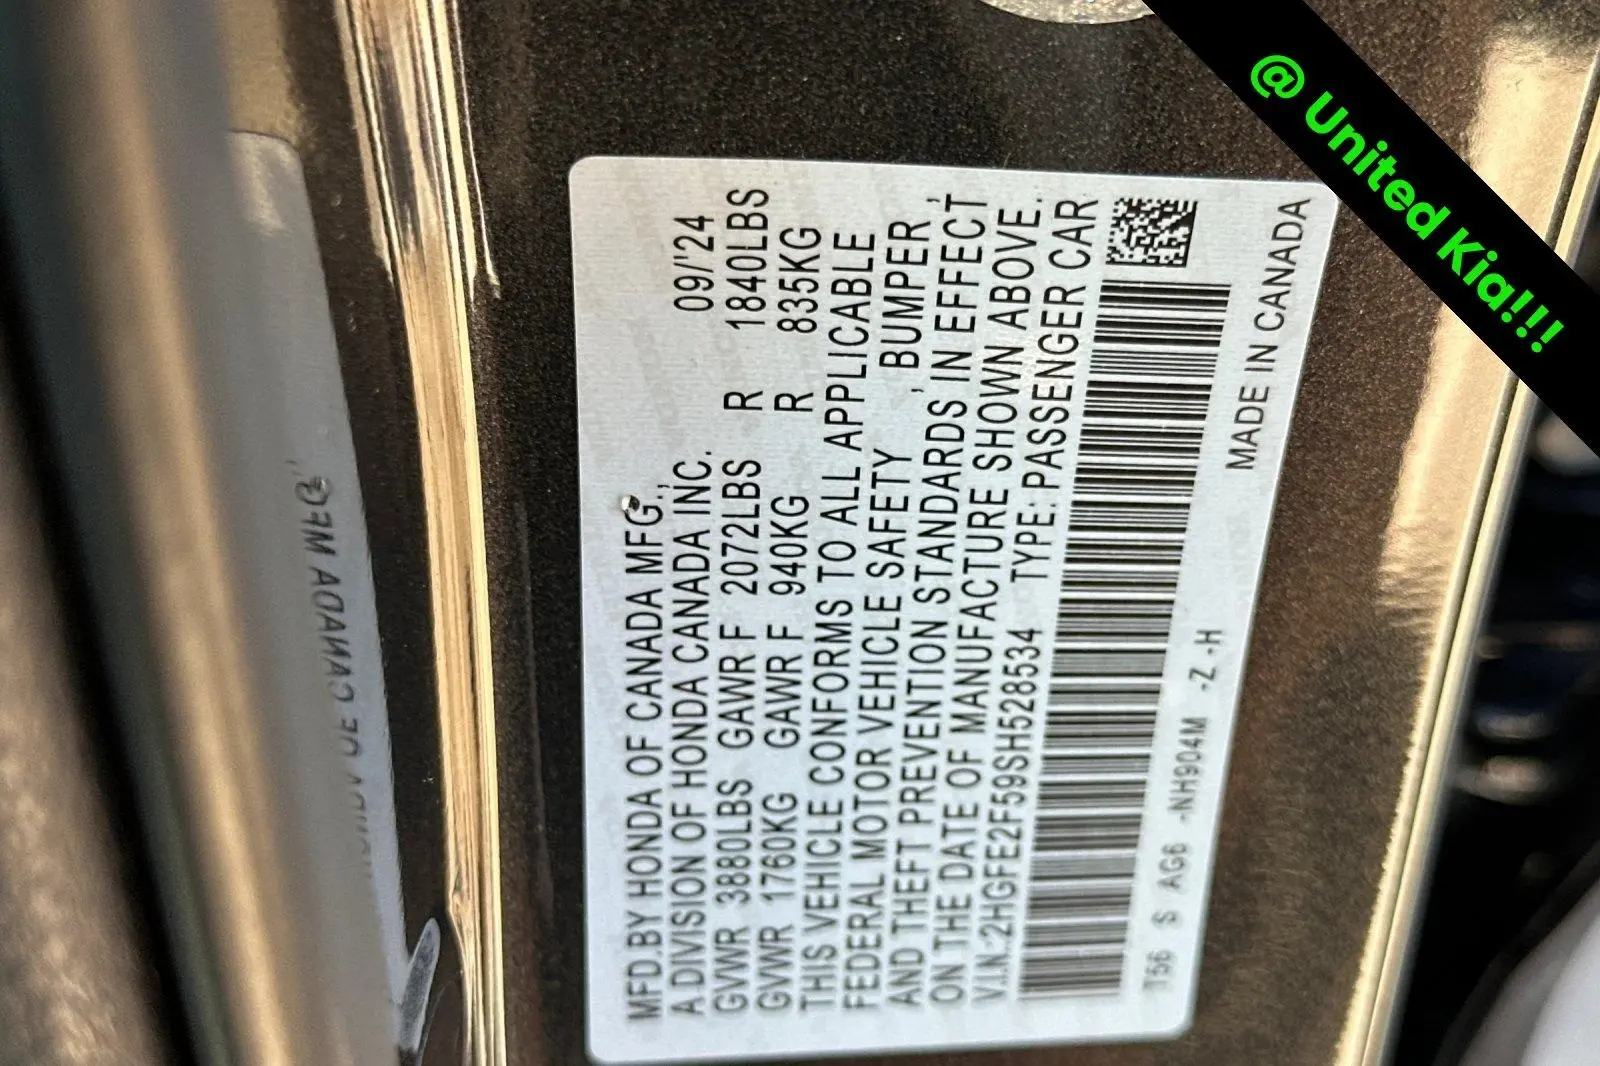 MFD.BY HONDA OF CANADA MFG.,
A DIVISION OF HONDA CANADA INC. 09/'24
GVWR 3880LBS GAWR F 2072LBS R 1840LBS
GVWR 1760KG GAWR F 940KG R 835KG
THIS VEHICLE CONFORMS TO ALL APPLICABLE
FEDERAL MOTOR VEHICLE SAFETY , BUMPER ,
AND THEFT PREVENTION STANDARDS IN EFFECT
ON THE DATE OF MANUFACTURE SHOWN ABOVE.
V.I.N:2HGFE2F59SH528534 TYPE: PASSENGER CAR
T56 S AG6 -NH904M -Z -H
MADE IN CANADA
@ United Kia!!!